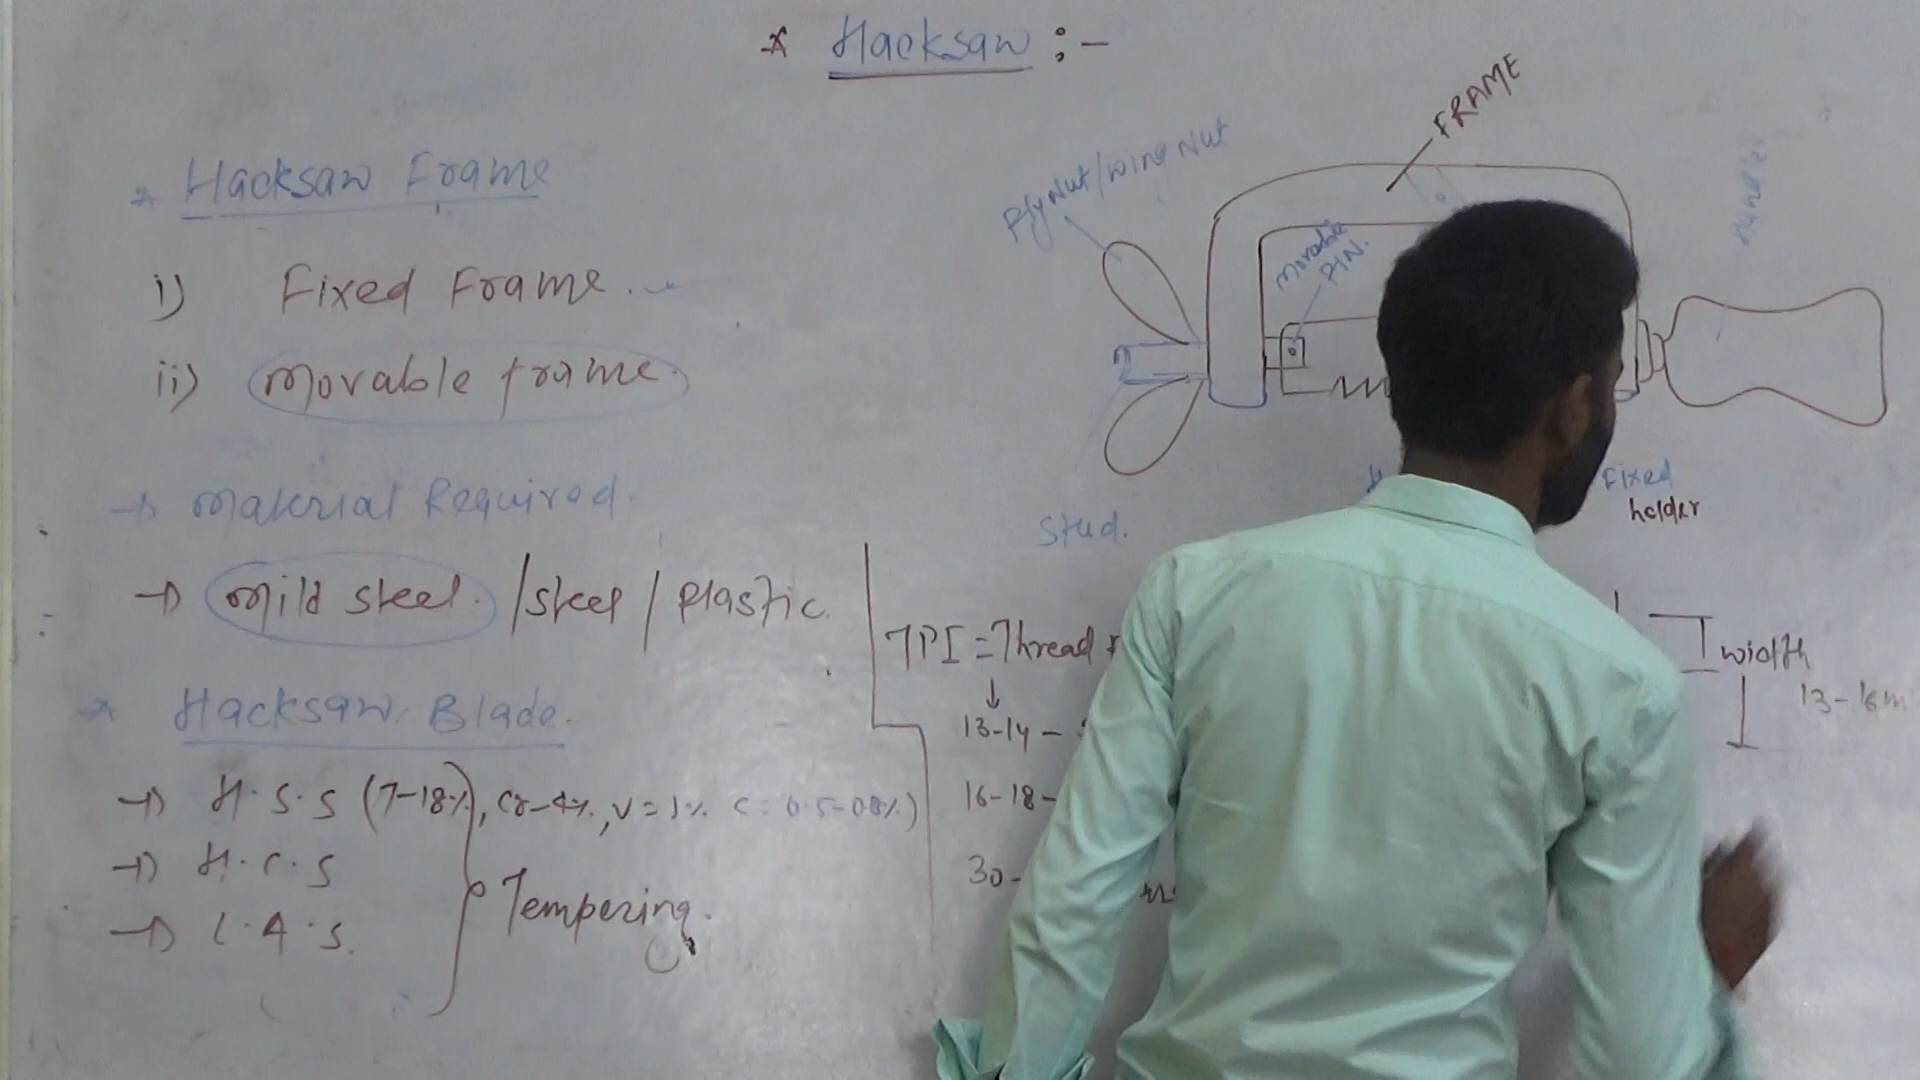 * Hacksaw :-
* Hacksaw Frame
i) Fixed Frame.
ii) Movable frame.
→ Material Required.
→ Mild steel. / steel / Plastic.
* Hacksaw Blade.
→ H.S.S (7-18%), Cr-4%, V=1% C=0.5-0.8%)
→ H.C.S
→ L.A.S.
Tempering.
FRAME
Fly Nut/wing Nut
Movable
PIN.
Handle.
Fixed
holder
Stud.
TPI = Thread
↓
13-14 -
16-18-
30-
width
13-16m